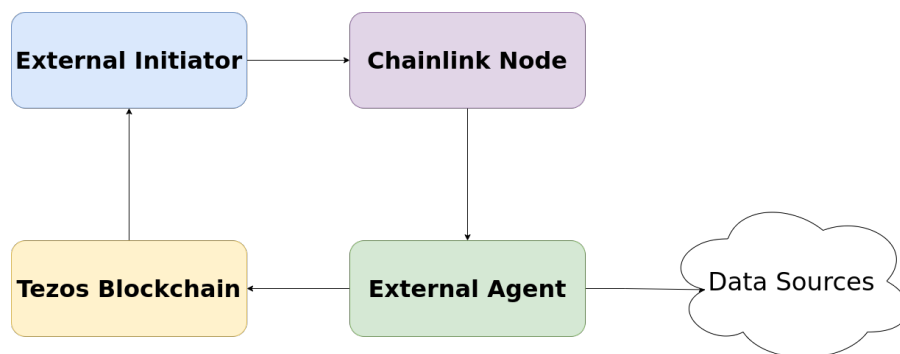 External Initiator
Chainlink Node
Tezos Blockchain
External Agent
Data Sources